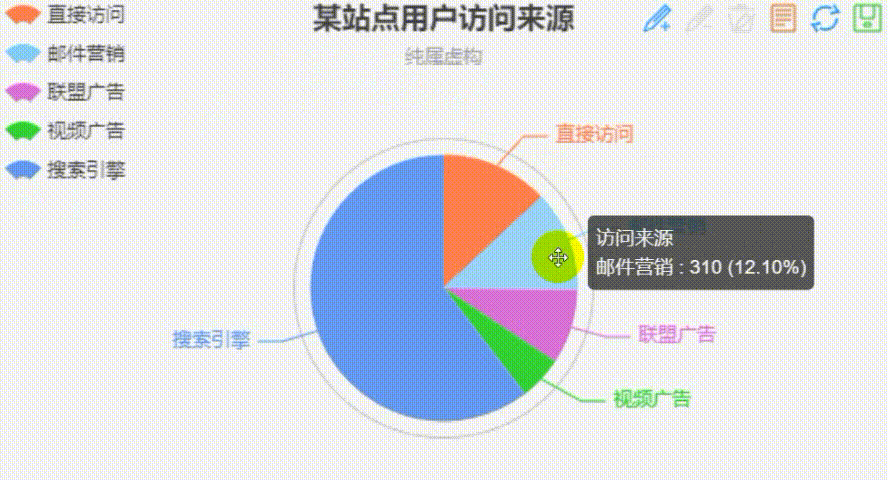 直接访问
邮件营销
联盟广告
视频广告
搜索引擎
某站点用户访问来源
纯属虚构
直接访问
访问来源
邮件营销 : 310 (12.10%)
联盟广告
搜索引擎
视频广告